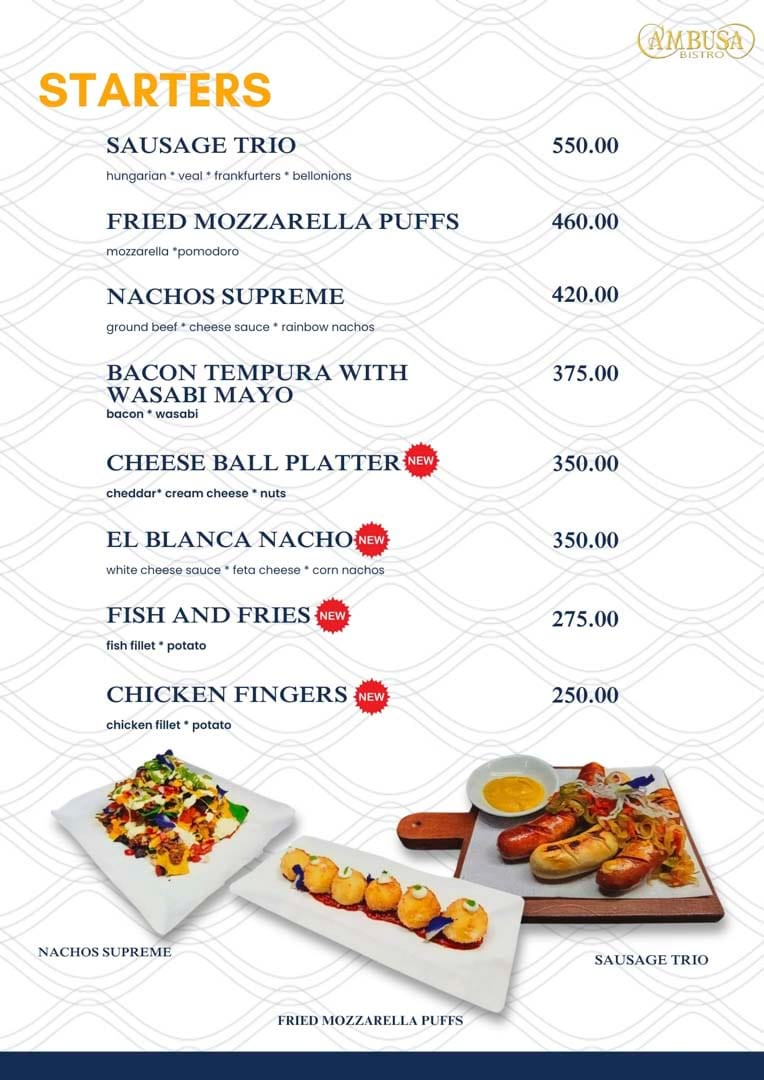 AMBUSA
BISTRO
STARTERS
SAUSAGE TRIO 550.00
hungarian * veal * frankfurters * bellonions
FRIED MOZZARELLA PUFFS 460.00
mozzarella *pomodoro
NACHOS SUPREME 420.00
ground beef * cheese sauce * rainbow nachos
BACON TEMPURA WITH 375.00
WASABI MAYO
bacon * wasabi
CHEESE BALL PLATTER NEW 350.00
cheddar* cream cheese * nuts
EL BLANCA NACHO NEW 350.00
white cheese sauce * feta cheese * corn nachos
FISH AND FRIES NEW 275.00
fish fillet * potato
CHICKEN FINGERS NEW 250.00
chicken fillet * potato
NACHOS SUPREME
SAUSAGE TRIO
FRIED MOZZARELLA PUFFS